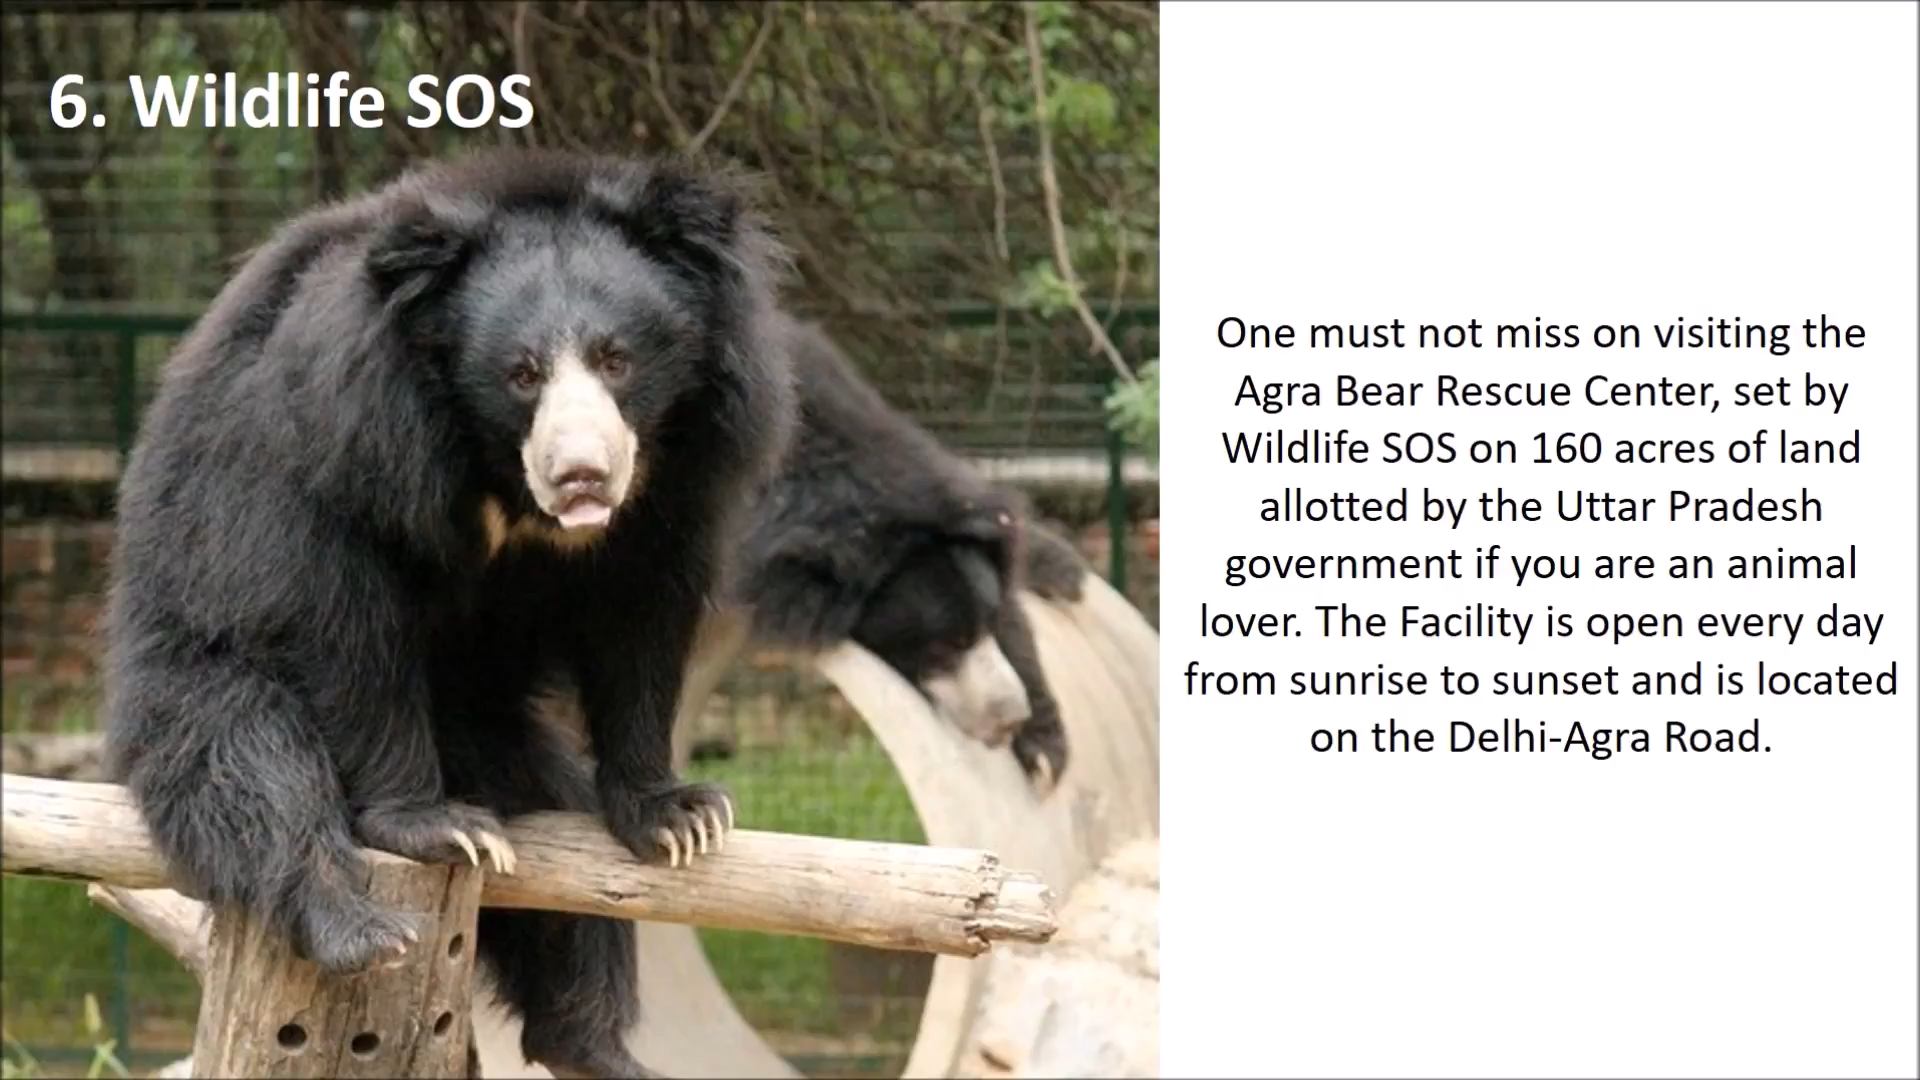 6. Wildlife SOS
One must not miss on visiting the
Agra Bear Rescue Center, set by
Wildlife SOS on 160 acres of land
allotted by the Uttar Pradesh
government if you are an animal
lover. The Facility is open every day
from sunrise to sunset and is located
on the Delhi-Agra Road.